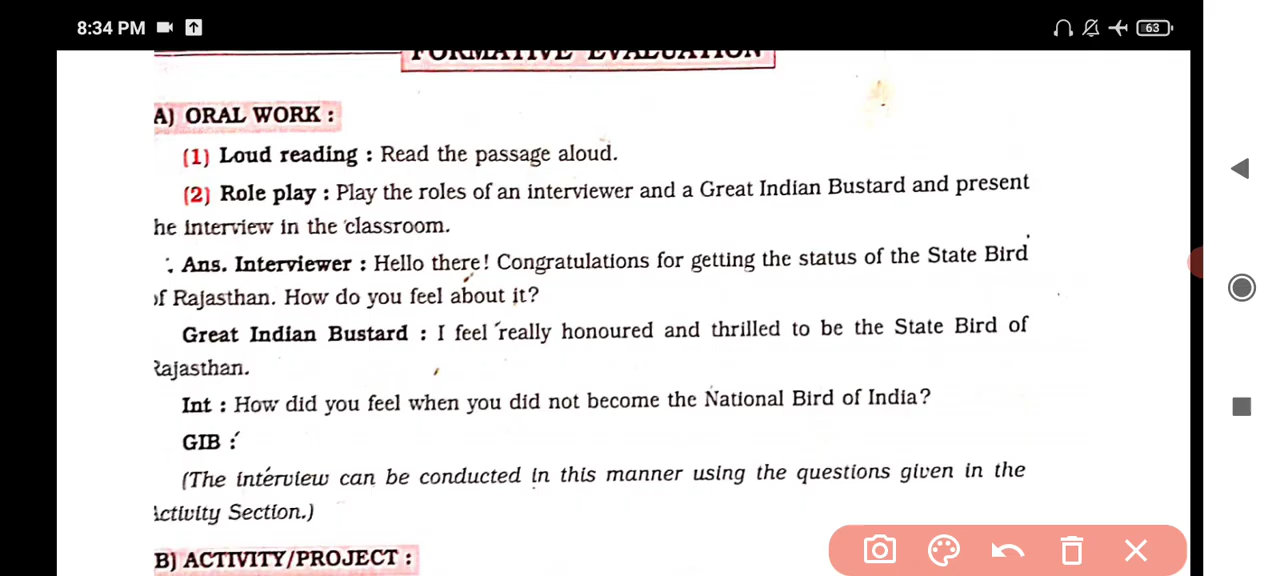 8:34 PM
63
FORMATIVE EVALUATION
A) ORAL WORK :
(1) Loud reading : Read the passage aloud.
(2) Role play : Play the roles of an interviewer and a Great Indian Bustard and present
he interview in the classroom.
Ans. Interviewer : Hello there! Congratulations for getting the status of the State Bird
of Rajasthan. How do you feel about it?
Great Indian Bustard : I feel really honoured and thrilled to be the State Bird of
Rajasthan.
Int : How did you feel when you did not become the National Bird of India?
GIB :
(The interview can be conducted in this manner using the questions given in the
Activity Section.)
B) ACTIVITY/PROJECT :